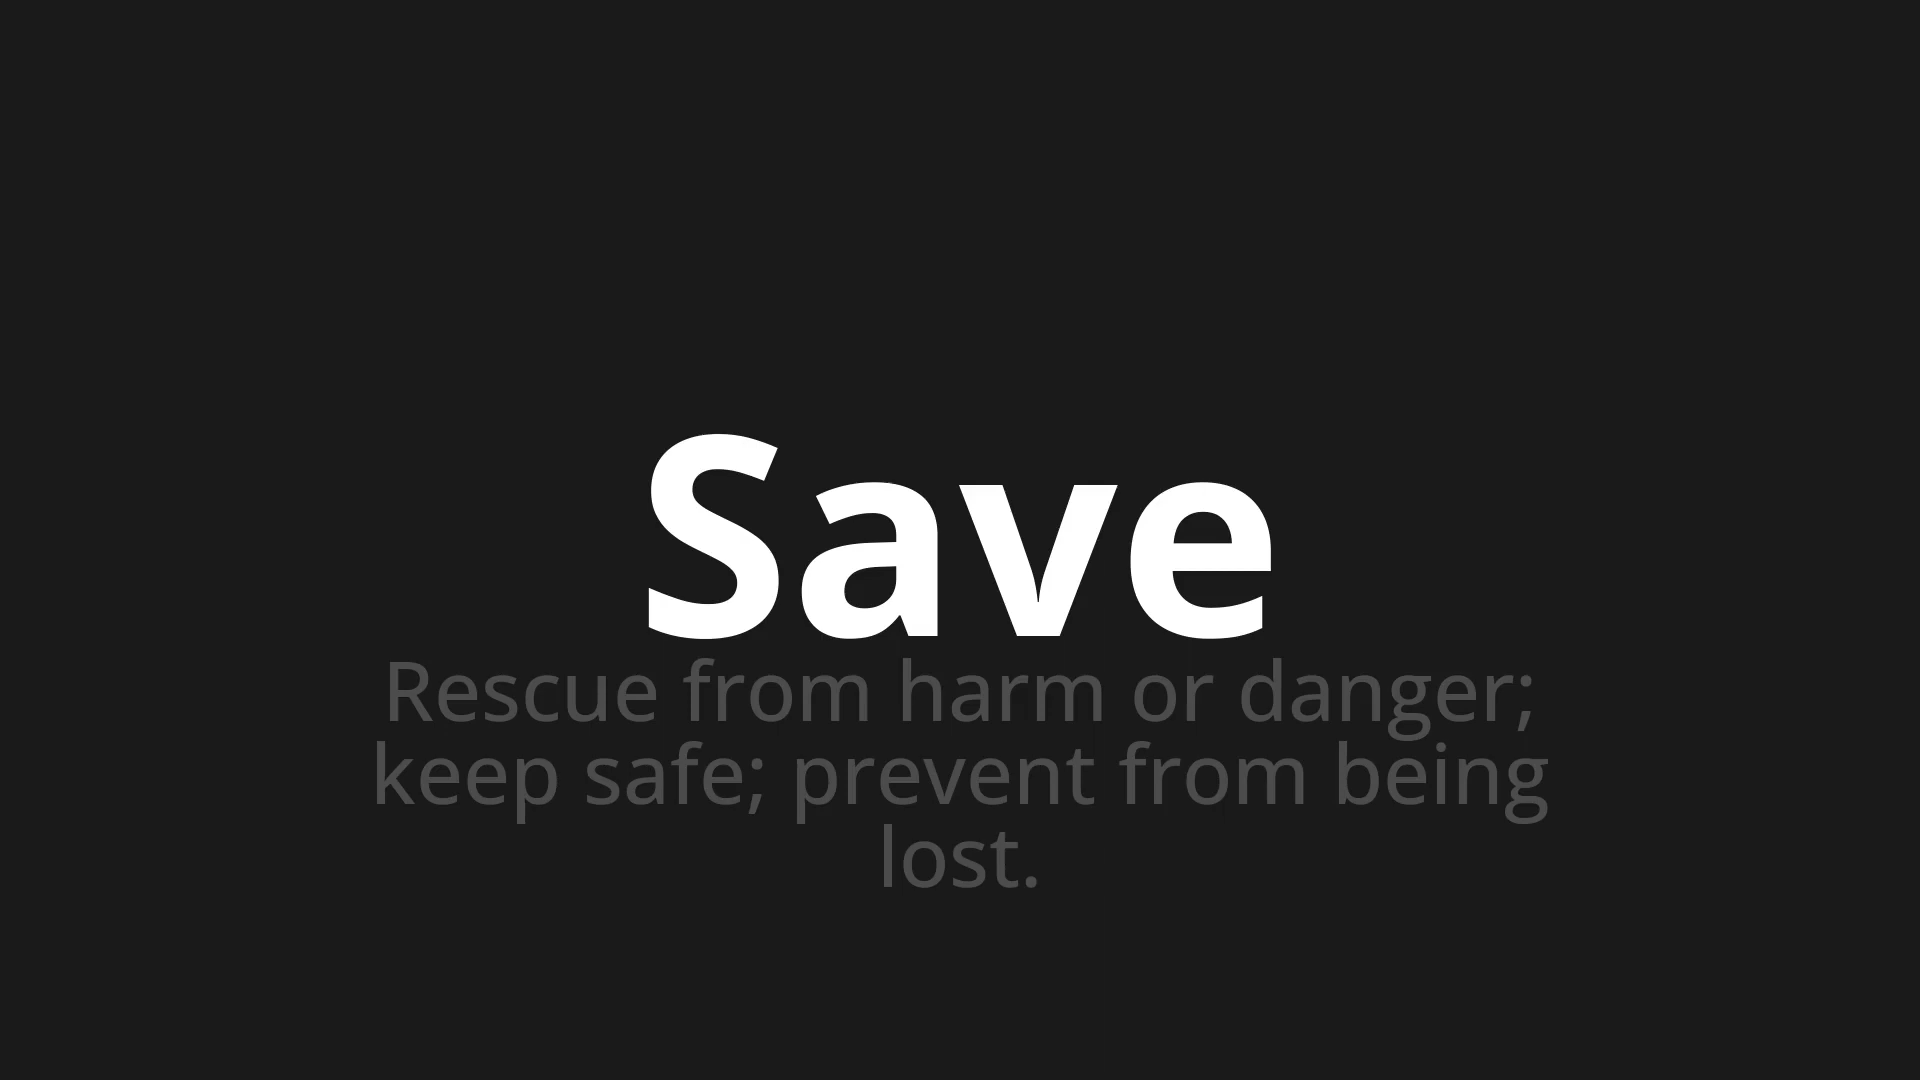 Save
Rescue from harm or danger;
keep safe; prevent from being
lost.